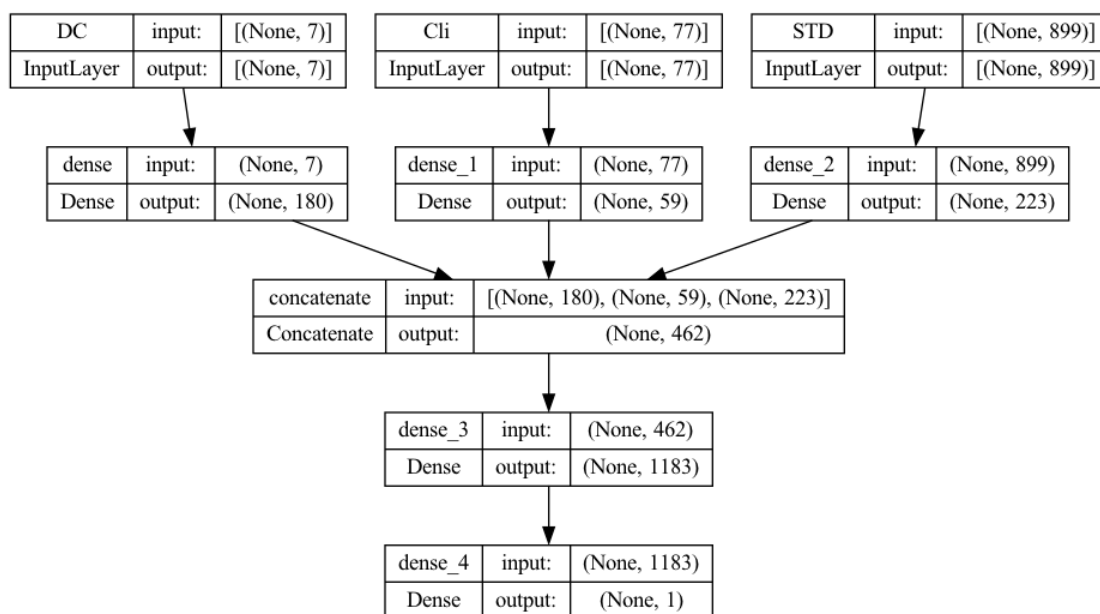 DC input: [(None, 7)]
InputLayer output: [(None, 7)]
Cli input: [(None, 77)]
InputLayer output: [(None, 77)]
STD input: [(None, 899)]
InputLayer output: [(None, 899)]
dense input: (None, 7)
Dense output: (None, 180)
dense_1 input: (None, 77)
Dense output: (None, 59)
dense_2 input: (None, 899)
Dense output: (None, 223)
concatenate input: [(None, 180), (None, 59), (None, 223)]
Concatenate output: (None, 462)
dense_3 input: (None, 462)
Dense output: (None, 1183)
dense_4 input: (None, 1183)
Dense output: (None, 1)